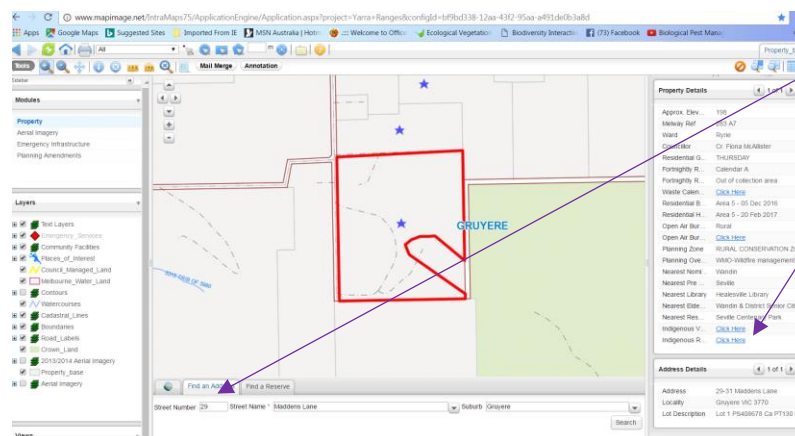 www.mapimage.net/IntraMaps75/ApplicationEngine/Application.aspx?project=Yarra+Ranges&configId=bf9bd338-12aa-43f2-95aa-a491de0b3a8d
Apps Google Maps Suggested Sites Imported From IE MSN Australia | Hotm Welcome to Office Ecological Vegetation Biodiversity Interactiv (73) Facebook Biological Pest Mana
All
Property_b
Tools Mail Merge Annotation
Sidebar
Modules
Property
Aerial Imagery
Emergency Infrastructure
Planning Amendments
Layers
Text Layers
Emergency_Services
Community Facilities
Places_of_Interest
Council_Managed_Land
Melbourne_Water_Land
Contours
Watercourses
Cadastral_Lines
Boundaries
Road_Labels
Crown_Land
2013/2014 Aerial Imagery
Property_base
Aerial Imagery
Views
GRUYERE
Find an Address Find a Reserve
Street Number 29 Street Name * Maddens Lane Suburb Gruyere
Search
Property Details 1 of 1
Approx. Elev... 198
Melway Ref
Ward Ryrie
Councillor Cr. Fiona McAllister
Residential G... THURSDAY
Fortnightly R... Calendar A
Fortnightly R... Out of collection area
Waste Calen... Click Here
Residential B... Area 5 - 05 Dec 2016
Residential H... Area 5 - 20 Feb 2017
Open Air Bur... Rural
Open Air Bur... Click Here
Planning Zone RURAL CONSERVATION Z
Planning Ove... WMO-Wildfire management
Nearest Nomi... Wandin
Nearest Pre ... Seville
Nearest Library Healesville Library
Nearest Elde... Wandin & District Senior Citi
Nearest Res... Seville Centenary Park
Indigenous V... Click Here
Indigenous R... Click Here
Address Details 1 of 1
Address 29-31 Maddens Lane
Locality Gruyere VIC 3770
Lot Description Lot 1 PS408678 Ca PT130